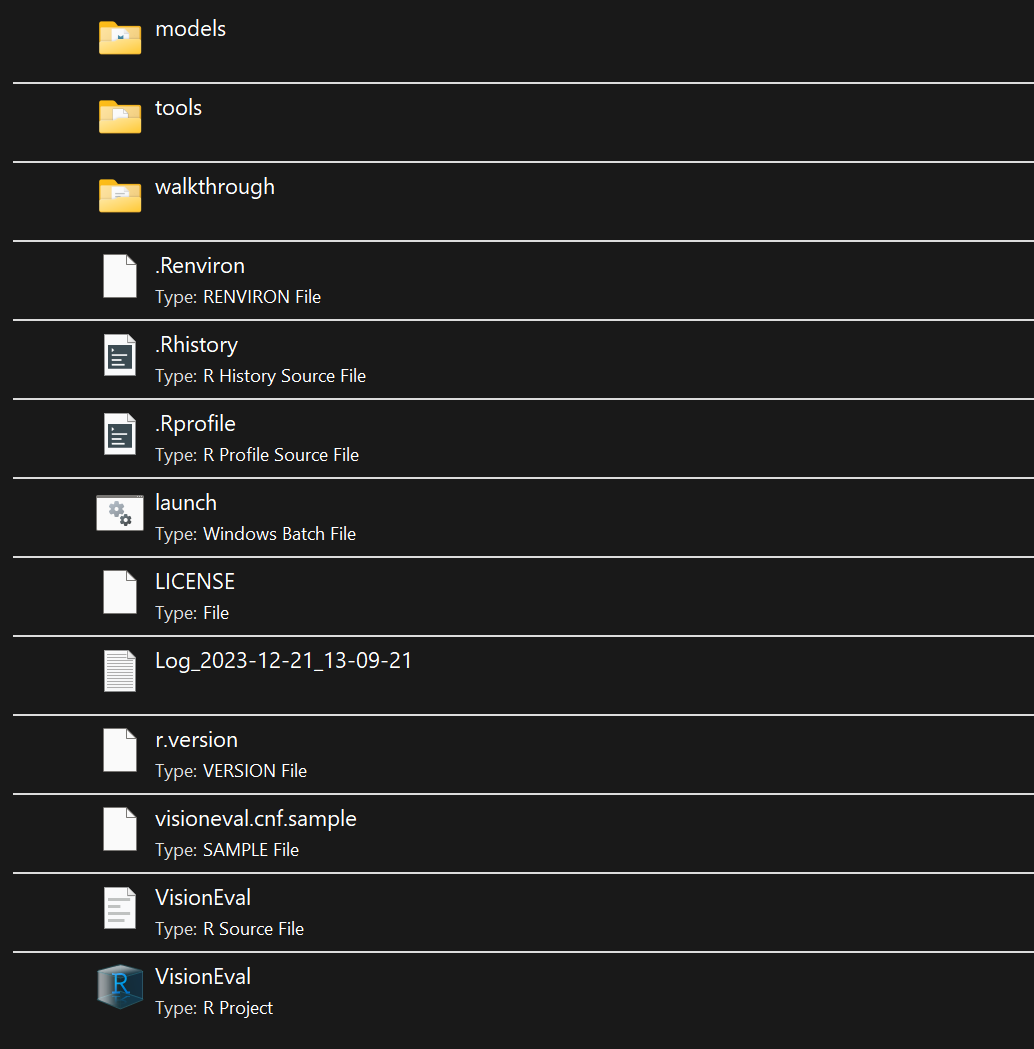 models
tools
walkthrough
.Renviron
Type: RENVIRON File
.Rhistory
Type: R History Source File
.Rprofile
Type: R Profile Source File
launch
Type: Windows Batch File
LICENSE
Type: File
Log_2023-12-21_13-09-21
r.version
Type: VERSION File
visioneval.cnf.sample
Type: SAMPLE File
VisionEval
Type: R Source File
R
VisionEval
Type: R Project